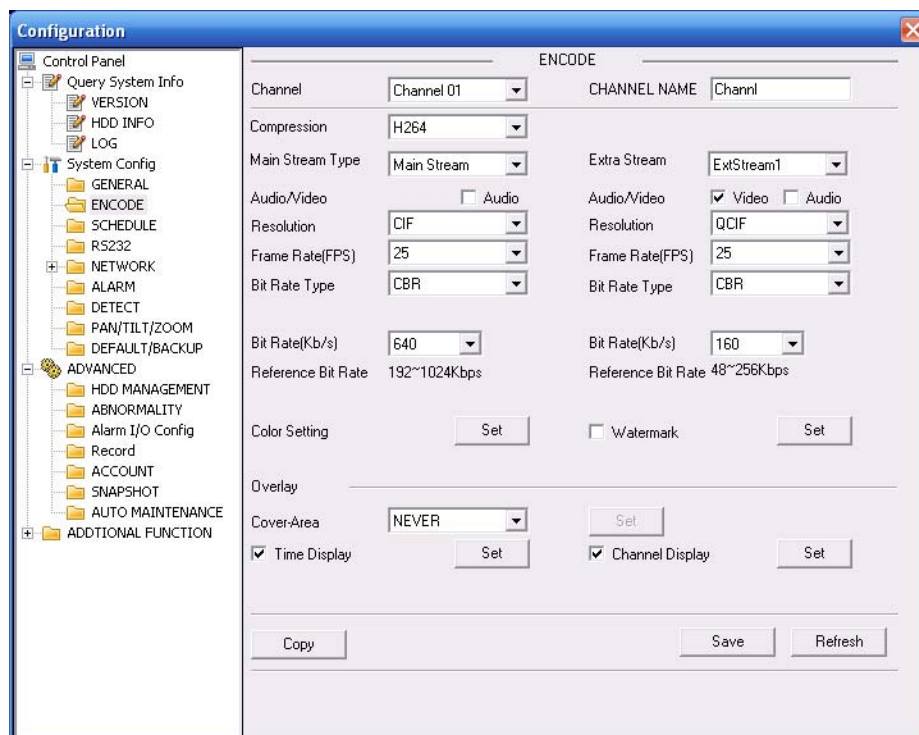 Configuration
Control Panel
Query System Info
VERSION
HDD INFO
LOG
System Config
GENERAL
ENCODE
SCHEDULE
RS232
NETWORK
ALARM
DETECT
PAN/TILT/ZOOM
DEFAULT/BACKUP
ADVANCED
HDD MANAGEMENT
ABNORMALITY
Alarm I/O Config
Record
ACCOUNT
SNAPSHOT
AUTO MAINTENANCE
ADDTIONAL FUNCTION
ENCODE
Channel Channel 01 CHANNEL NAME Channl
Compression H264
Main Stream Type Main Stream Extra Stream ExtStream1
Audio/Video Audio Audio/Video Video Audio
Resolution CIF Resolution QCIF
Frame Rate(FPS) 25 Frame Rate(FPS) 25
Bit Rate Type CBR Bit Rate Type CBR
Bit Rate(Kb/s) 640 Bit Rate(Kb/s) 160
Reference Bit Rate 192~1024Kbps Reference Bit Rate 48~256Kbps
Color Setting Set Watermark Set
Overlay
Cover-Area NEVER Set
Time Display Set Channel Display Set
Copy Save Refresh